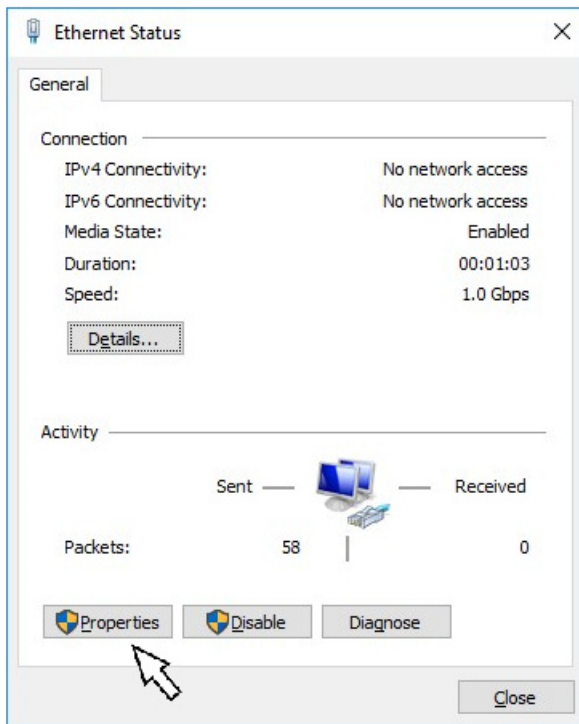 Ethernet Status
General
Connection
IPv4 Connectivity: No network access
IPv6 Connectivity: No network access
Media State: Enabled
Duration: 00:01:03
Speed: 1.0 Gbps
Details...
Activity
Sent Received
Packets: 58 0
Properties Disable Diagnose
Close